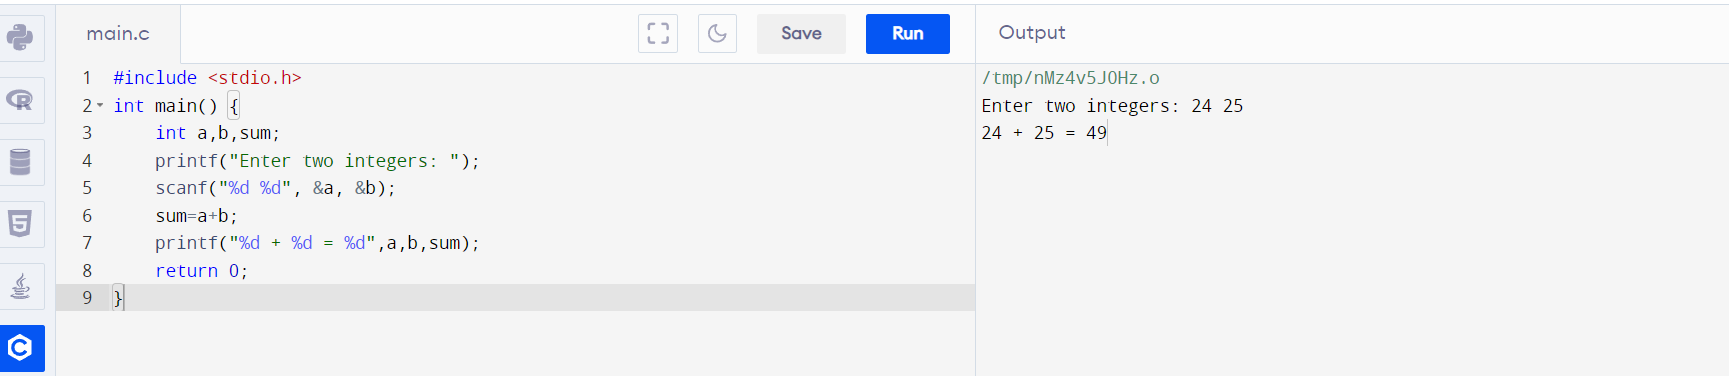 main.c
Save
Run
Output
1 #include <stdio.h>
2 int main() {
3 int a,b,sum;
4 printf("Enter two integers: ");
5 scanf("%d %d", &a, &b);
6 sum=a+b;
7 printf("%d + %d = %d",a,b,sum);
8 return 0;
9 }
/tmp/nMz4v5J0Hz.o
Enter two integers: 24 25
24 + 25 = 49